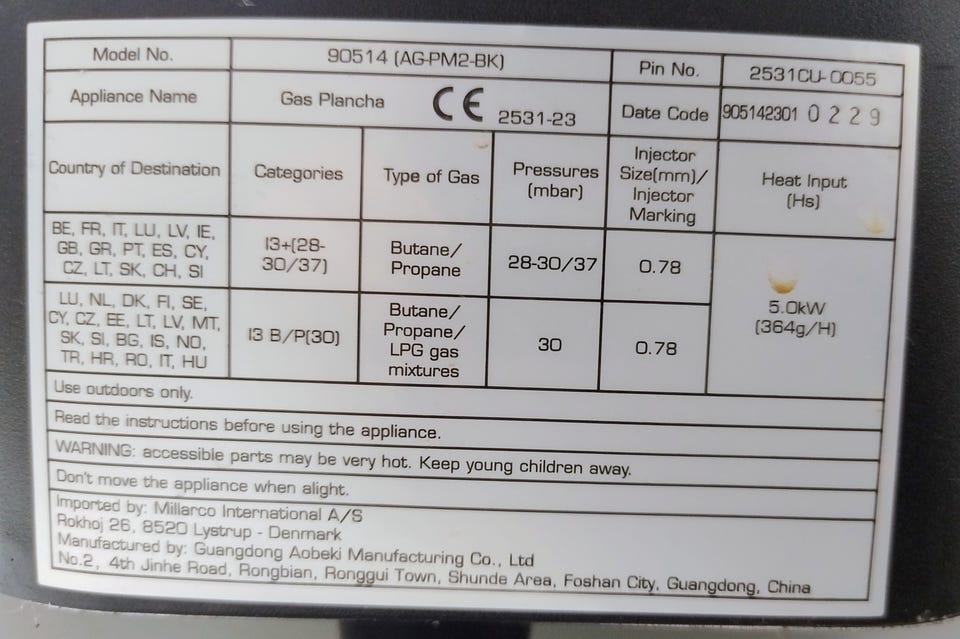 Model No. 90514 (AG-PM2-BK) Pin No. 2531CU-0055
Appliance Name Gas Plancha CE 2531-23 Date Code 905142301 0229
Country of Destination
Categories
Type of Gas
Pressures
(mbar)
Injector
Size(mm)/
Injector
Marking
Heat Input
(Hs)
BE, FR, IT, LU, LV, IE,
GB, GR, PT, ES, CY,
CZ, LT, SK, CH, SI
I3+(28-
30/37)
Butane/
Propane
28-30/37
0.78
5.0kW
(364g/H)
LU, NL, DK, FI, SE,
CY, CZ, EE, LT, LV, MT,
SK, SI, BG, IS, NO,
TR, HR, RO, IT, HU
I3 B/P(30)
Butane/
Propane/
LPG gas
mixtures
30
0.78
Use outdoors only.
Read the instructions before using the appliance.
WARNING: accessible parts may be very hot. Keep young children away.
Don't move the appliance when alight.
Imported by: Millarco International A/S
Rokhoj 26, 8520 Lystrup - Denmark
Manufactured by: Guangdong Aobeki Manufacturing Co., Ltd
No.2, 4th Jinhe Road, Rongbian, Ronggui Town, Shunde Area, Foshan City, Guangdong, China